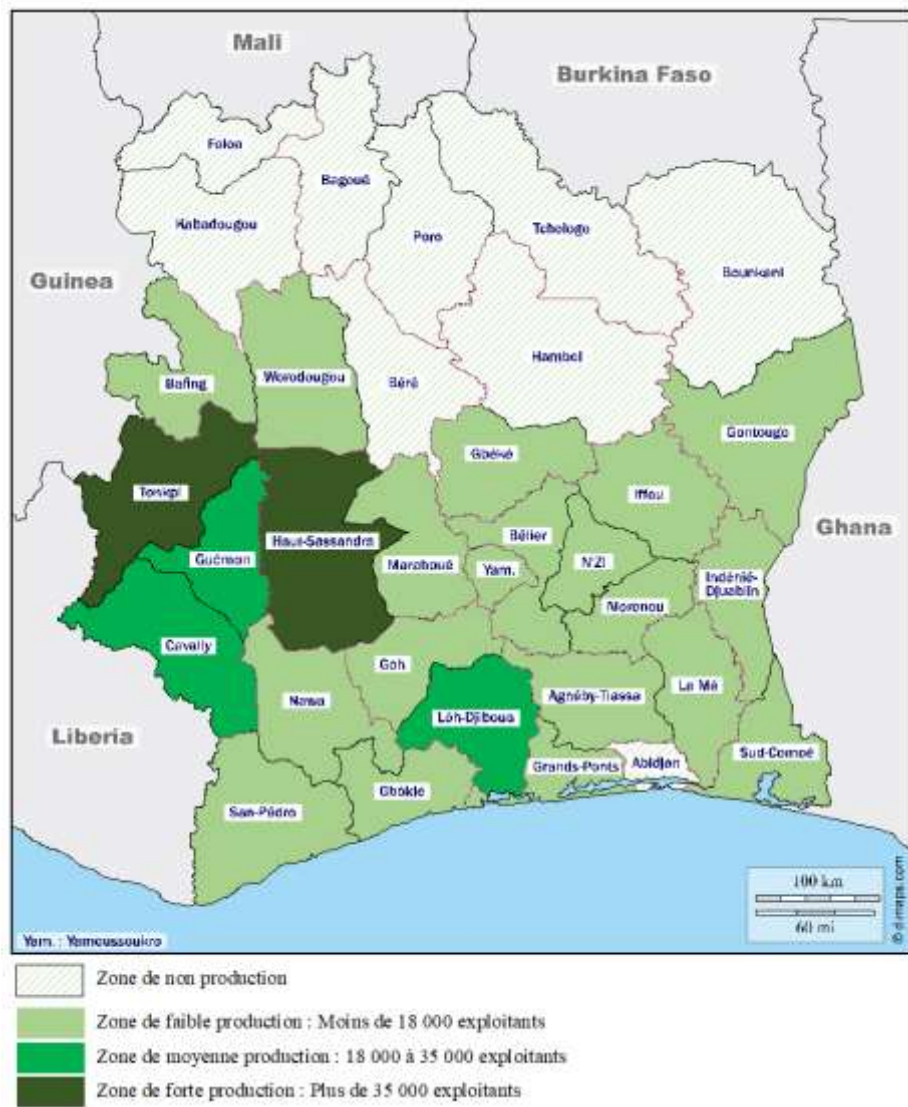 Mali
Burkina Faso
Folon
Bagoué
Kabadougou
Poro
Tchologo
Bounkani
Guinea
Hambol
Bafing
Worodougou
Béré
Gontougo
Gbéké
Iffou
Tonkpi
Ghana
Haut-Sassandra
Bélier
Guémon
Marahoué
Yam.
N'Zi
Indénié-
Djuablin
Moronou
Cavally
Goh
La Mé
Nawa
Agnéby-Tiassa
Lôh-Djiboua
Liberia
Sud-Comoé
Grands-Ponts
Abidjan
Gbôklé
San-Pédro
100 km
60 mi
© d-maps.com
Yam. : Yamoussoukro
Zone de non production
Zone de faible production : Moins de 18 000 exploitants
Zone de moyenne production : 18 000 à 35 000 exploitants
Zone de forte production : Plus de 35 000 exploitants